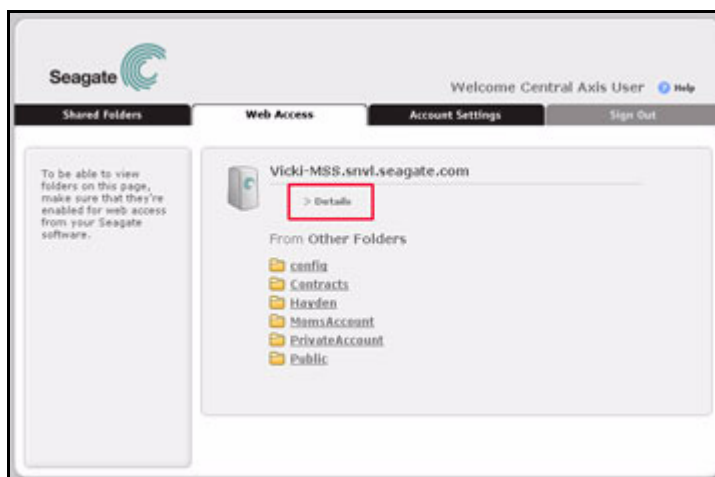 Seagate
Welcome Central Axis User
? Help
Shared Folders
Web Access
Account Settings
Sign Out
To be able to view
folders on this page,
make sure that they're
enabled for web access
from your Seagate
software.
Vicki-MSS.snvl.seagate.com
> Details
From Other Folders
config
Contracts
Hayden
MomsAccount
PrivateAccount
Public